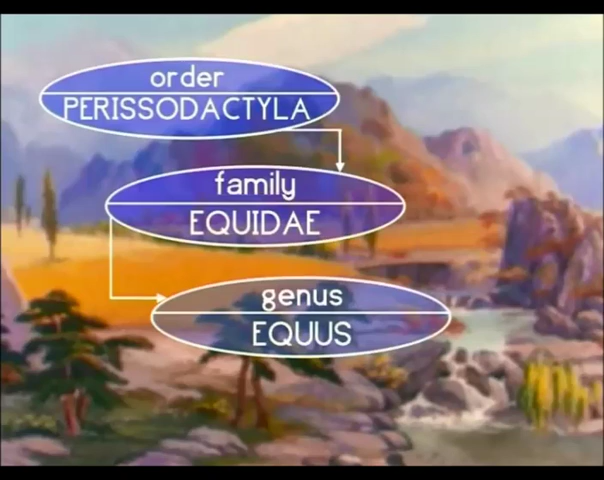 order
PERISSODACTYLA
family
EQUIDAE
genus
EQUUS